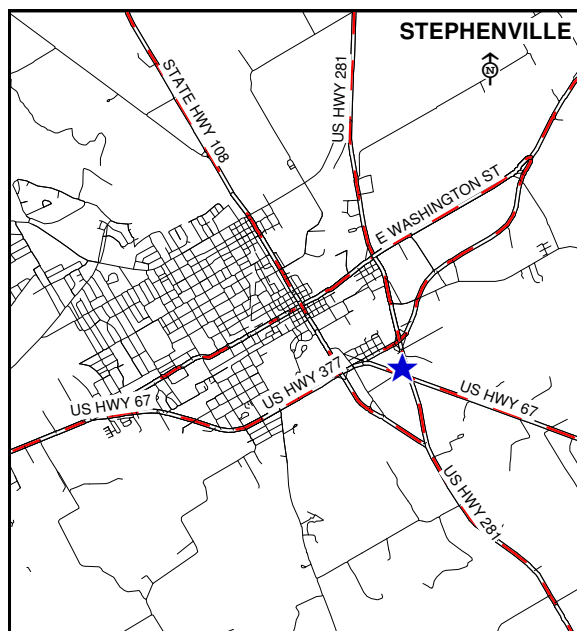 STEPHENVILLE
N
STATE HWY 108
US HWY 281
E WASHINGTON ST
US HWY 377
US HWY 67
US HWY 67
US HWY 281